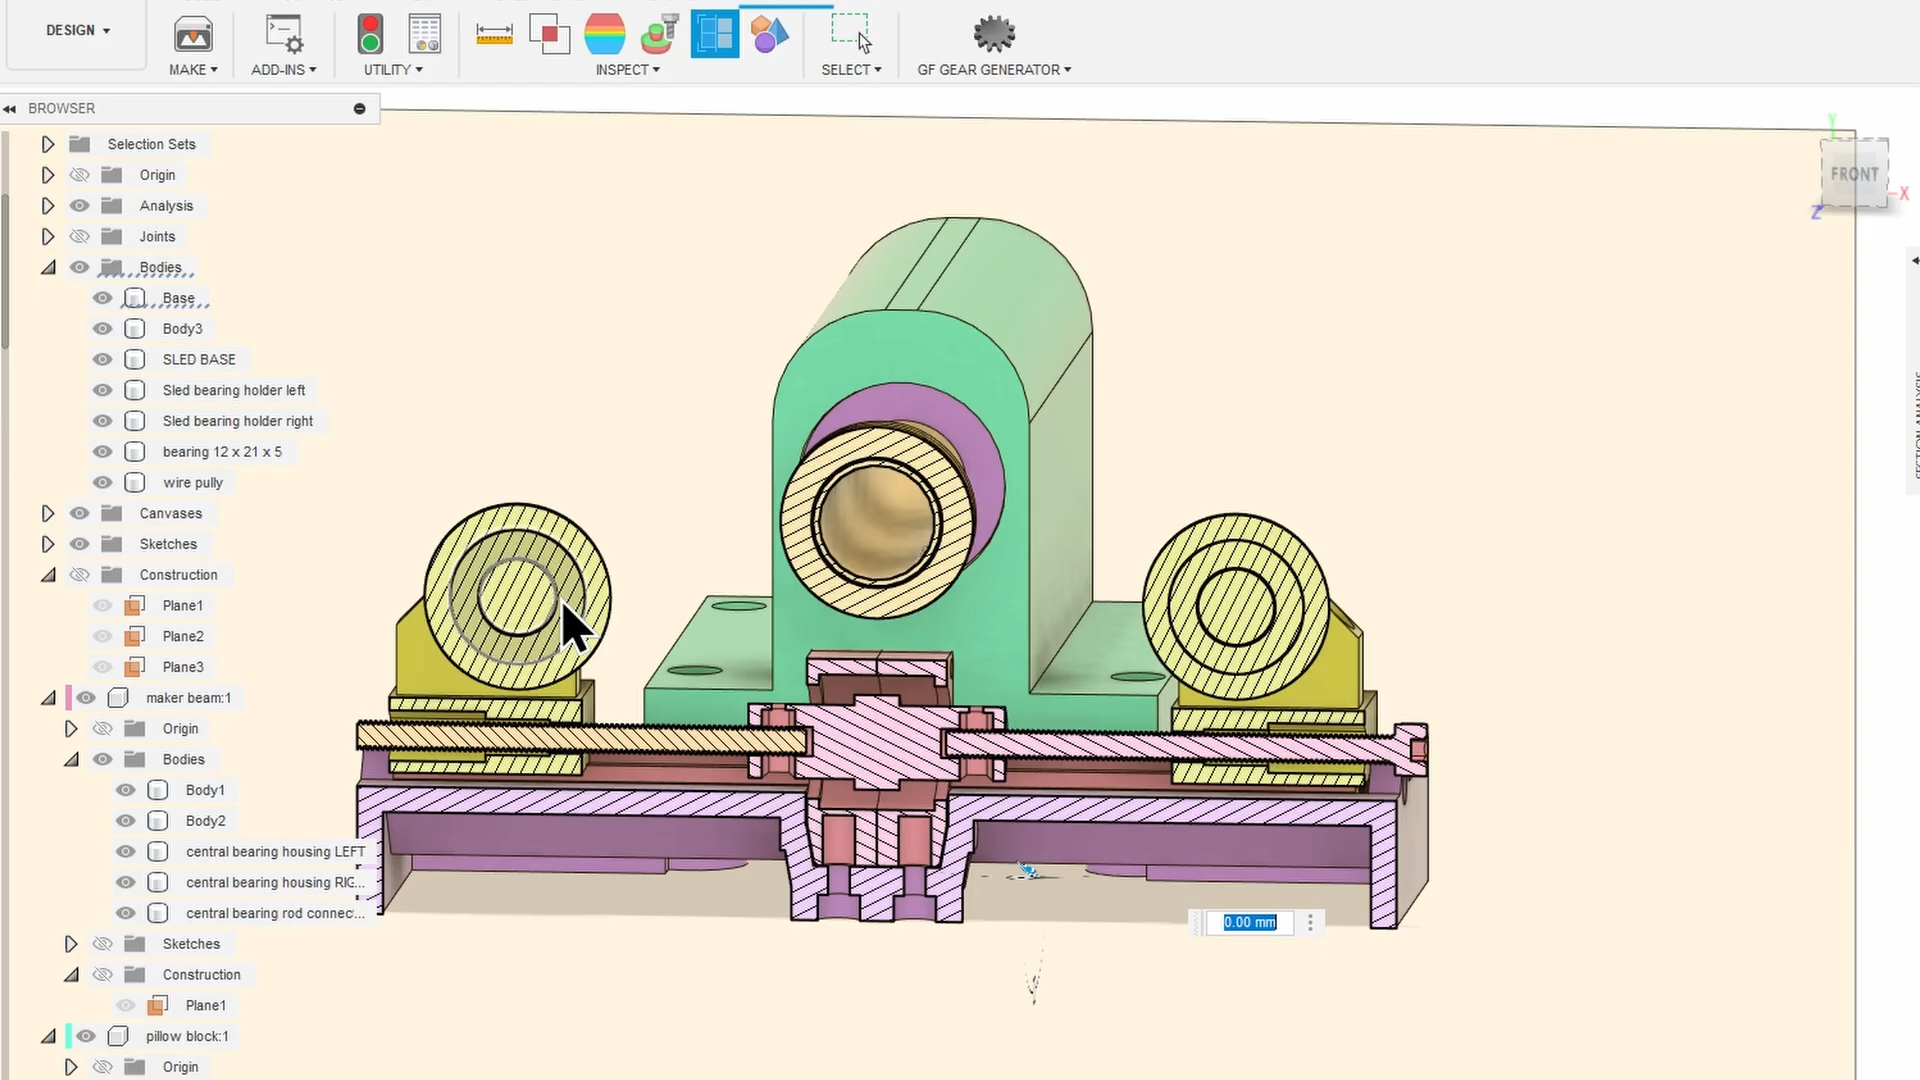 DESIGN
MAKE
ADD-INS
UTILITY
INSPECT
SELECT
GF GEAR GENERATOR
BROWSER
Selection Sets
Origin
Analysis
Joints
Bodies
Base
Body3
SLED BASE
Sled bearing holder left
Sled bearing holder right
bearing 12 x 21 x 5
wire pully
Canvases
Sketches
Construction
Plane1
Plane2
Plane3
maker beam:1
Origin
Bodies
Body1
Body2
central bearing housing LEFT
central bearing housing RIG...
central bearing rod connec...
Sketches
Construction
Plane1
pillow block:1
Origin
Y
FRONT
X
Z
0.00 mm